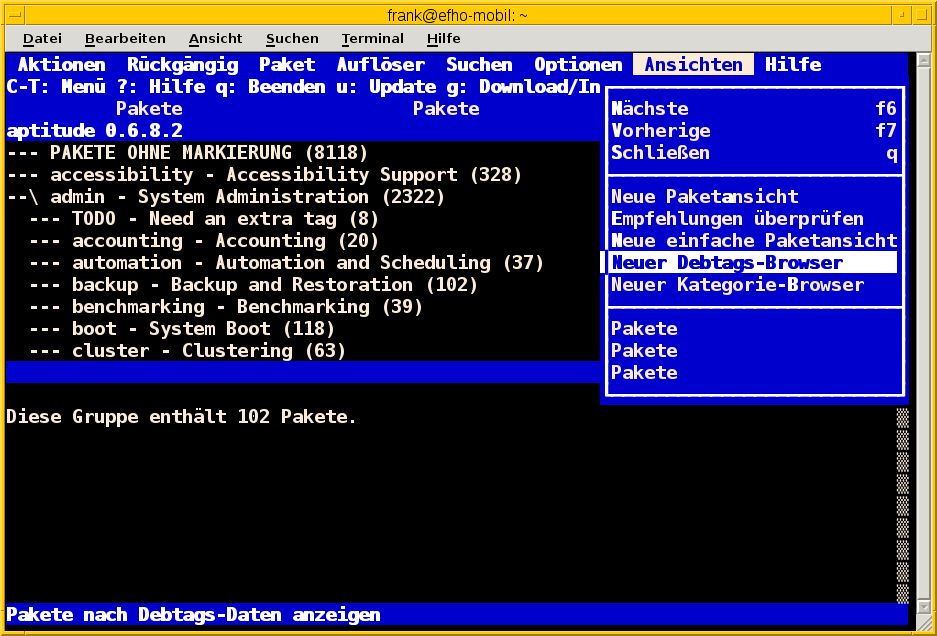 frank@efho-mobil: ~
Datei Bearbeiten Ansicht Suchen Terminal Hilfe
Aktionen Rückgängig Paket Auflöser Suchen Optionen Ansichten Hilfe
C-T: Menü ?: Hilfe q: Beenden u: Update g: Download/In
Pakete Pakete
aptitude 0.6.8.2
--- PAKETE OHNE MARKIERUNG (8118)
--- accessibility - Accessibility Support (328)
--\ admin - System Administration (2322)
--- TODO - Need an extra tag (8)
--- accounting - Accounting (20)
--- automation - Automation and Scheduling (37)
--- backup - Backup and Restoration (102)
--- benchmarking - Benchmarking (39)
--- boot - System Boot (118)
--- cluster - Clustering (63)
Nächste f6
Vorherige f7
Schließen q
Neue Paketansicht
Empfehlungen überprüfen
Neue einfache Paketansicht
Neuer Debtags-Browser
Neuer Kategorie-Browser
Pakete
Pakete
Pakete
Diese Gruppe enthält 102 Pakete.
Pakete nach Debtags-Daten anzeigen